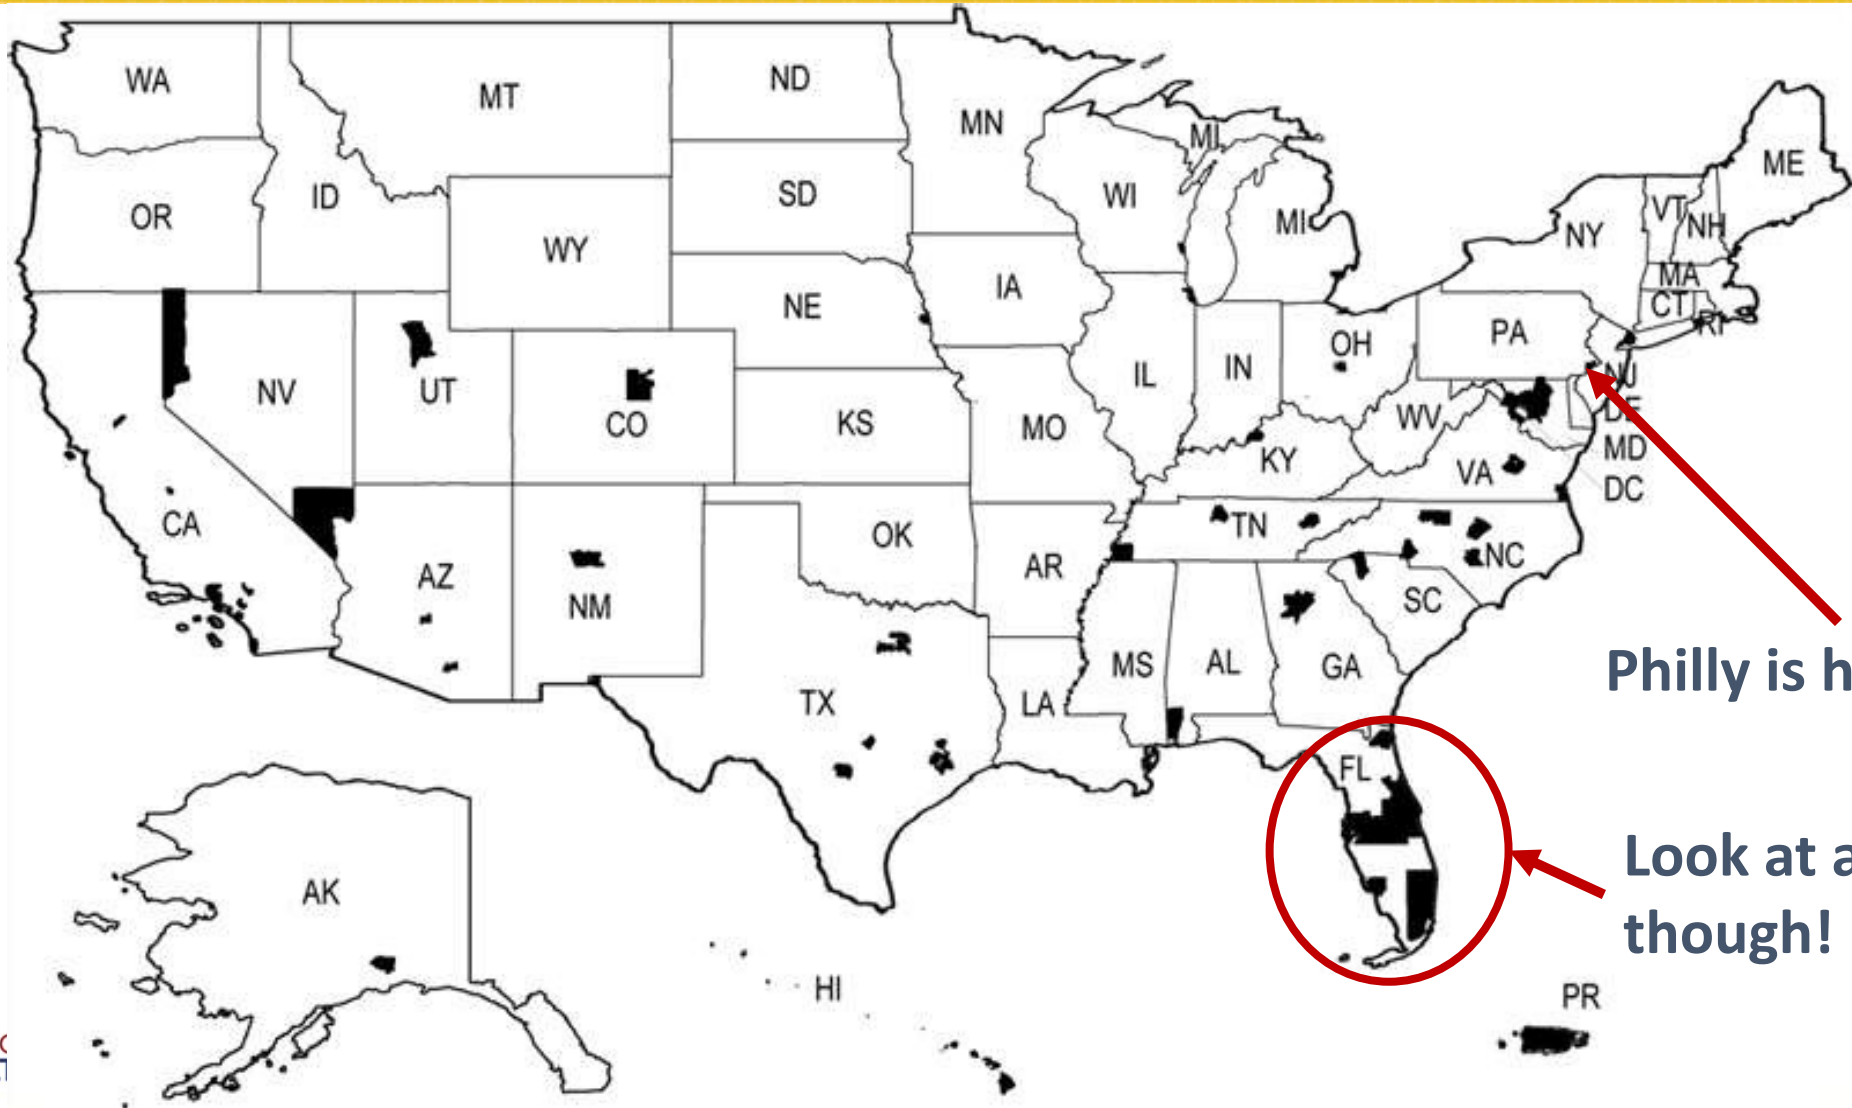 WA
MT
ND
MN
MI
ME
OR
ID
SD
WI
MI
NY
VT
NH
WY
IA
MA
NE
CT
RI
PA
NV
UT
CO
KS
MO
IL
IN
OH
NJ
DE
WV
KY
VA
MD
DC
CA
AZ
NM
OK
AR
TN
NC
SC
TX
LA
MS
AL
GA
FL
Philly is h
Look at a
though!
AK
HI
PR